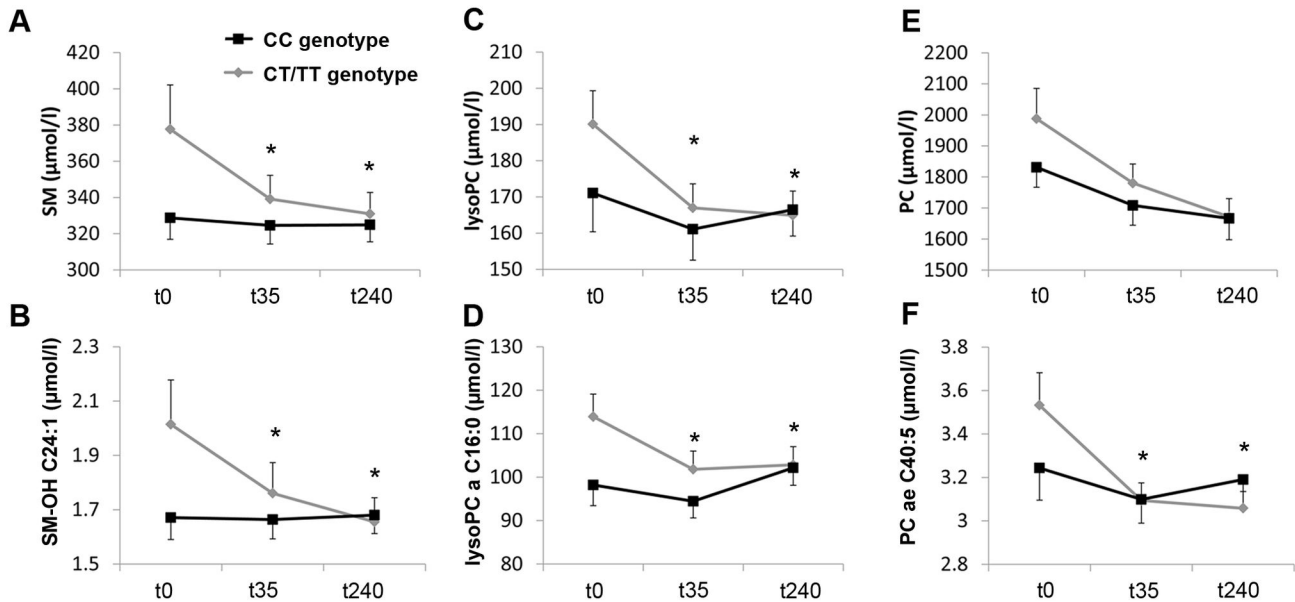 A
CC genotype
CT/TT genotype
SM (µmol/l)
420
400
380
360
340
320
300
*
*
t0 t35 t240
B
SM-OH C24:1 (µmol/l)
2.3
2.1
1.9
1.7
1.5
*
*
t0 t35 t240
C
lysoPC (µmol/l)
210
200
190
180
170
160
150
*
*
t0 t35 t240
D
lysoPC a C16:0 (µmol/l)
130
120
110
100
90
80
*
*
t0 t35 t240
E
PC (µmol/l)
2200
2100
2000
1900
1800
1700
1600
1500
t0 t35 t240
F
PC ae C40:5 (µmol/l)
3.8
3.6
3.4
3.2
3
2.8
*
*
t0 t35 t240